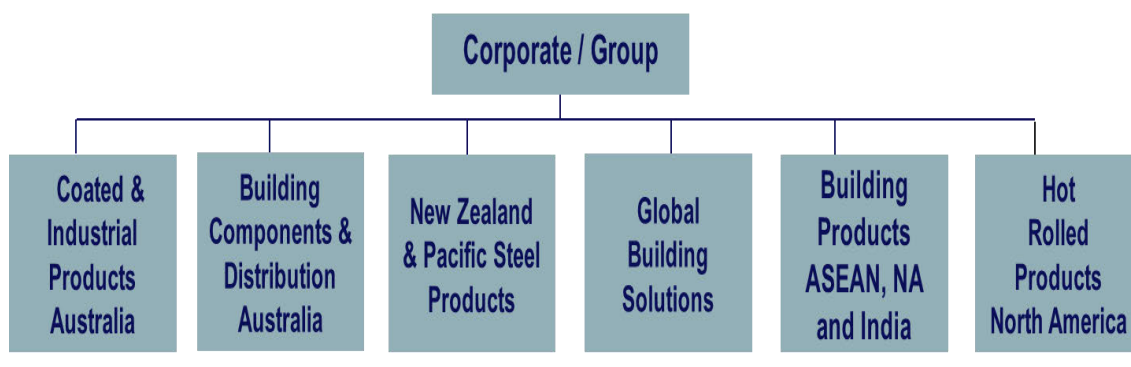 Corporate / Group
Coated &
Industrial
Products
Australia
Building
Components &
Distribution
Australia
New Zealand
& Pacific Steel
Products
Global
Building
Solutions
Building
Products
ASEAN, NA
and India
Hot
Rolled
Products
North America